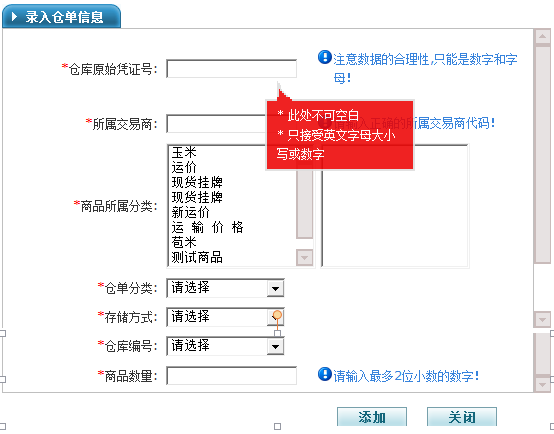 录入仓单信息
*仓库原始凭证号:
注意数据的合理性,只能是数字和字
母!
* 此处不可空白
* 只接受英文字母大小
写或数字
*所属交易商:
正确的所属交易商代码!
*商品所属分类:
玉米
运价
现货挂牌
现货挂牌
新运价
运 输 价 格
苞米
测试商品
*仓单分类:
请选择
*存储方式:
请选择
*仓库编号:
请选择
*商品数量:
请输入最多2位小数的数字!
添加
关闭